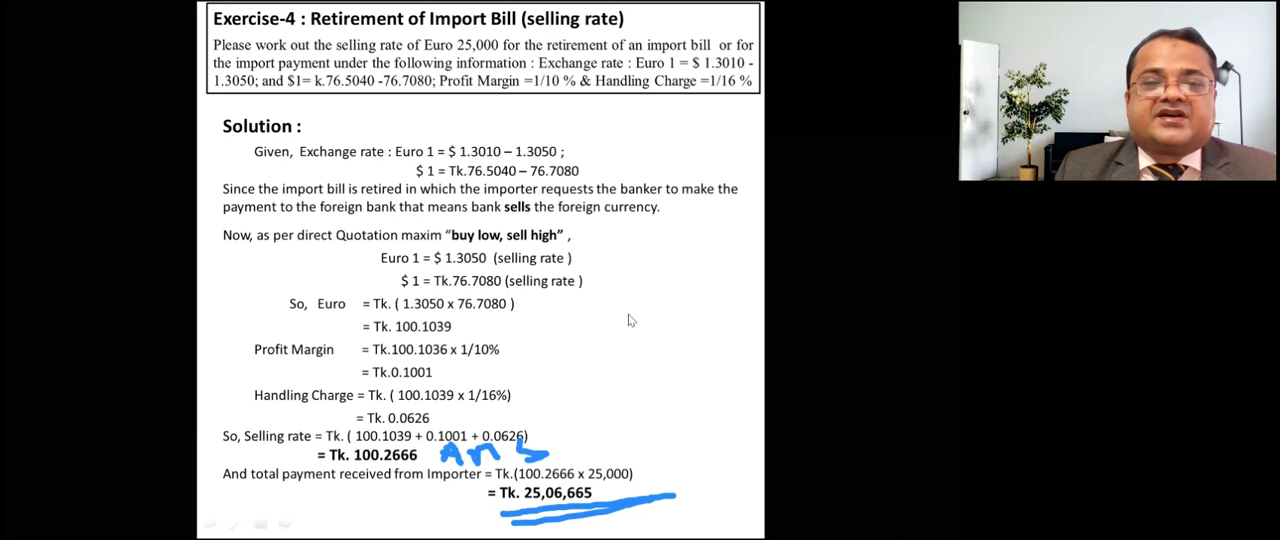 Exercise-4 : Retirement of Import Bill (selling rate)
Please work out the selling rate of Euro 25,000 for the retirement of an import bill or for
the import payment under the following information : Exchange rate : Euro 1 = $ 1.3010 -
1.3050; and $1= k.76.5040 -76.7080; Profit Margin =1/10 % & Handling Charge =1/16 %
Solution :
Given, Exchange rate : Euro 1 = $ 1.3010 – 1.3050 ;
$ 1 = Tk.76.5040 – 76.7080
Since the import bill is retired in which the importer requests the banker to make the
payment to the foreign bank that means bank sells the foreign currency.
Now, as per direct Quotation maxim “buy low, sell high” ,
Euro 1 = $ 1.3050 (selling rate )
$ 1 = Tk.76.7080 (selling rate )
So, Euro = Tk. ( 1.3050 x 76.7080 )
= Tk. 100.1039
Profit Margin = Tk.100.1036 x 1/10%
= Tk.0.1001
Handling Charge = Tk. ( 100.1039 x 1/16%)
= Tk. 0.0626
So, Selling rate = Tk. ( 100.1039 + 0.1001 + 0.0626)
= Tk. 100.2666 Ans
And total payment received from Importer = Tk.(100.2666 x 25,000)
= Tk. 25,06,665